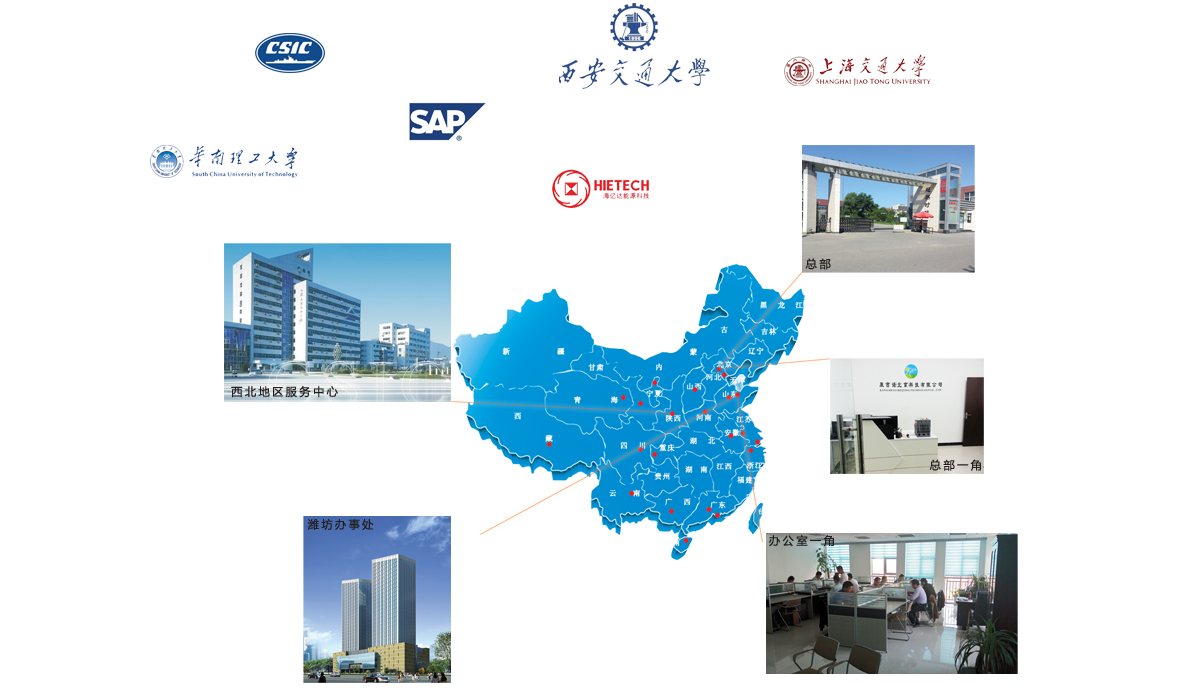 CSIC
西安交通大學
上海交通大學
SHANGHAI JIAO TONG UNIVERSITY
SAP
®
華南理工大學
South China University of Technology
HIETECH
海亿达能源科技
总部
西北地区服务中心
黑 龙 江
古
吉林
新 疆
蒙
辽宁
甘肃
内
北京
河北
山西
宁夏
青 海
山
西
陕西
河南
江苏
安徽
藏
四 川
重庆
湖 北
浙江
湖 南
江西
贵州
福建
云 南
广 西
广东
总部一角
潍坊办事处
办公室一角